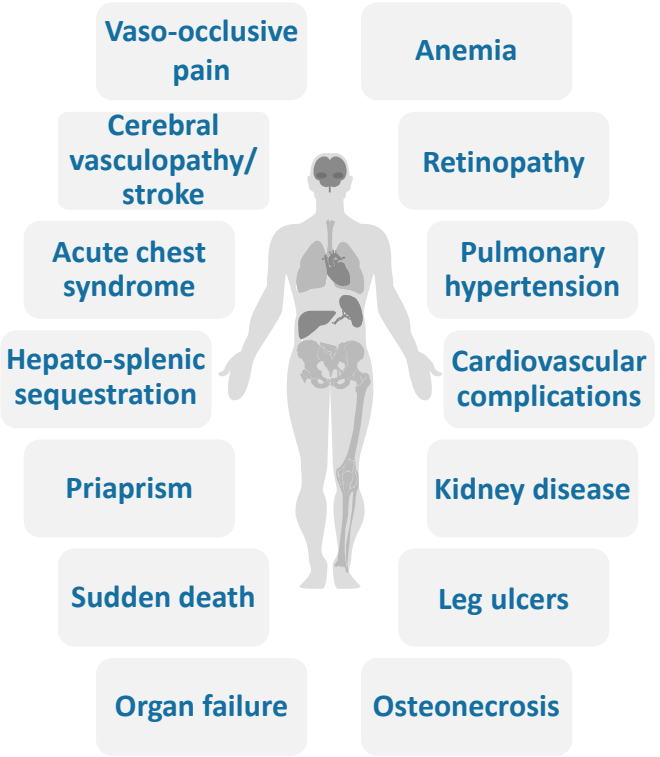 Vaso-occlusive
pain
Anemia
Cerebral
vasculopathy/
stroke
Retinopathy
Acute chest
syndrome
Pulmonary
hypertension
Hepato-splenic
sequestration
Cardiovascular
complications
Priaprism
Kidney disease
Sudden death
Leg ulcers
Organ failure
Osteonecrosis